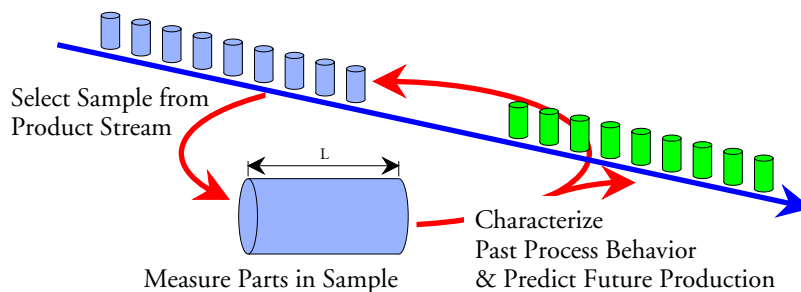 Select Sample from
Product Stream
L
Measure Parts in Sample
Characterize
Past Process Behavior
& Predict Future Production